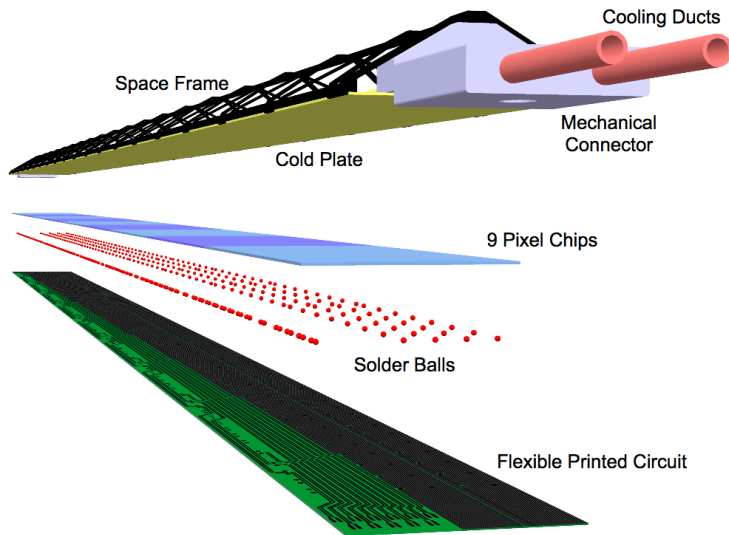 Cooling Ducts
Space Frame
Mechanical
Connector
Cold Plate
9 Pixel Chips
Solder Balls
Flexible Printed Circuit